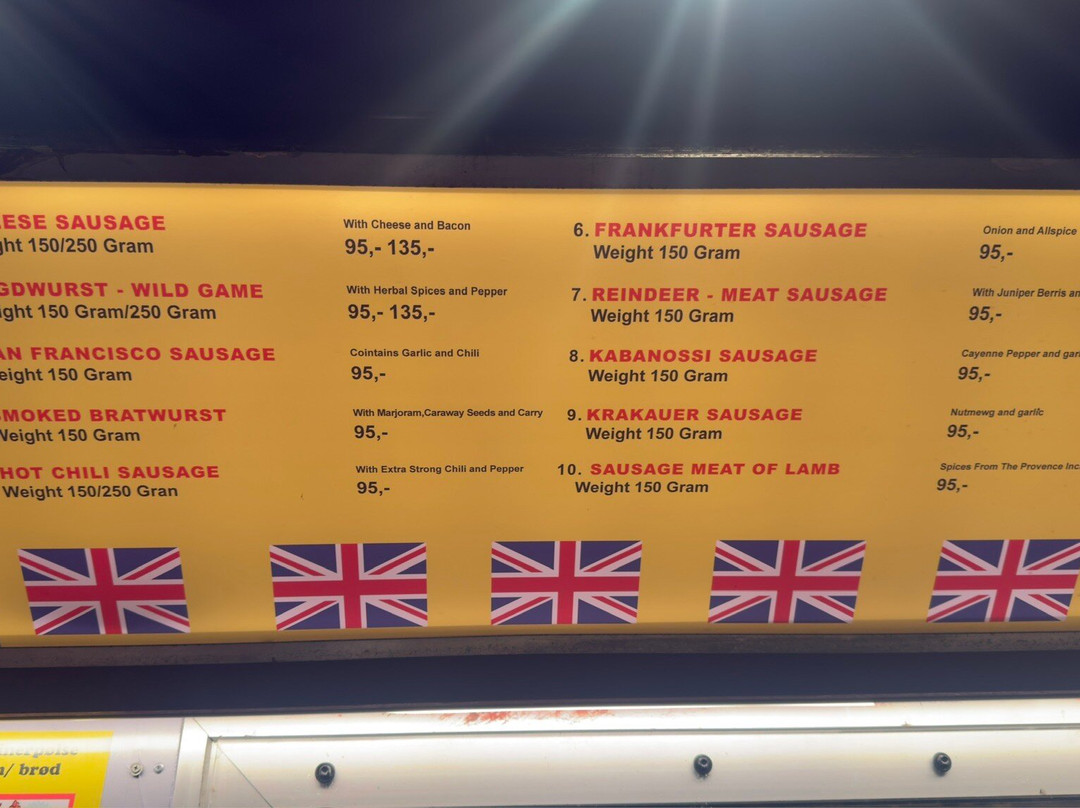 ESE SAUSAGE
ght 150/251 Gram
With Cheese and Bacon
95,- 135,-
GDWURST - WILD GAME
ight 150 Gram/250 Gram
With Herbal Spices and Pepper
95,- 135,-
AN FRANCISCO SAUSAGE
eight 150 Gram
Cointains Garlic and Chili
95,-
SMOKED BRATWURST
Weight 150 Gram
With Marjoram,Caraway Seeds and Carry
95,-
HOT CHILI SAUSAGE
Weight 150/250 Gran
With Extra Strong Chili and Pepper
95,-
6. FRANKFURTER SAUSAGE
Weight 150 Gram
Onion and Allspice
95,-
7. REINDEER - MEAT SAUSAGE
Weight 150 Gram
With Juniper Berris an
95,-
8. KABANOSSI SAUSAGE
Weight 150 Gram
Cayenne Pepper and gar
95,-
9. KRAKAUER SAUSAGE
Weight 150 Gram
Nutmewg and garlic
95,-
10. SAUSAGE MEAT OF LAMB
Weight 150 Gram
Spices From The Provence Inc
95,-
/ brød